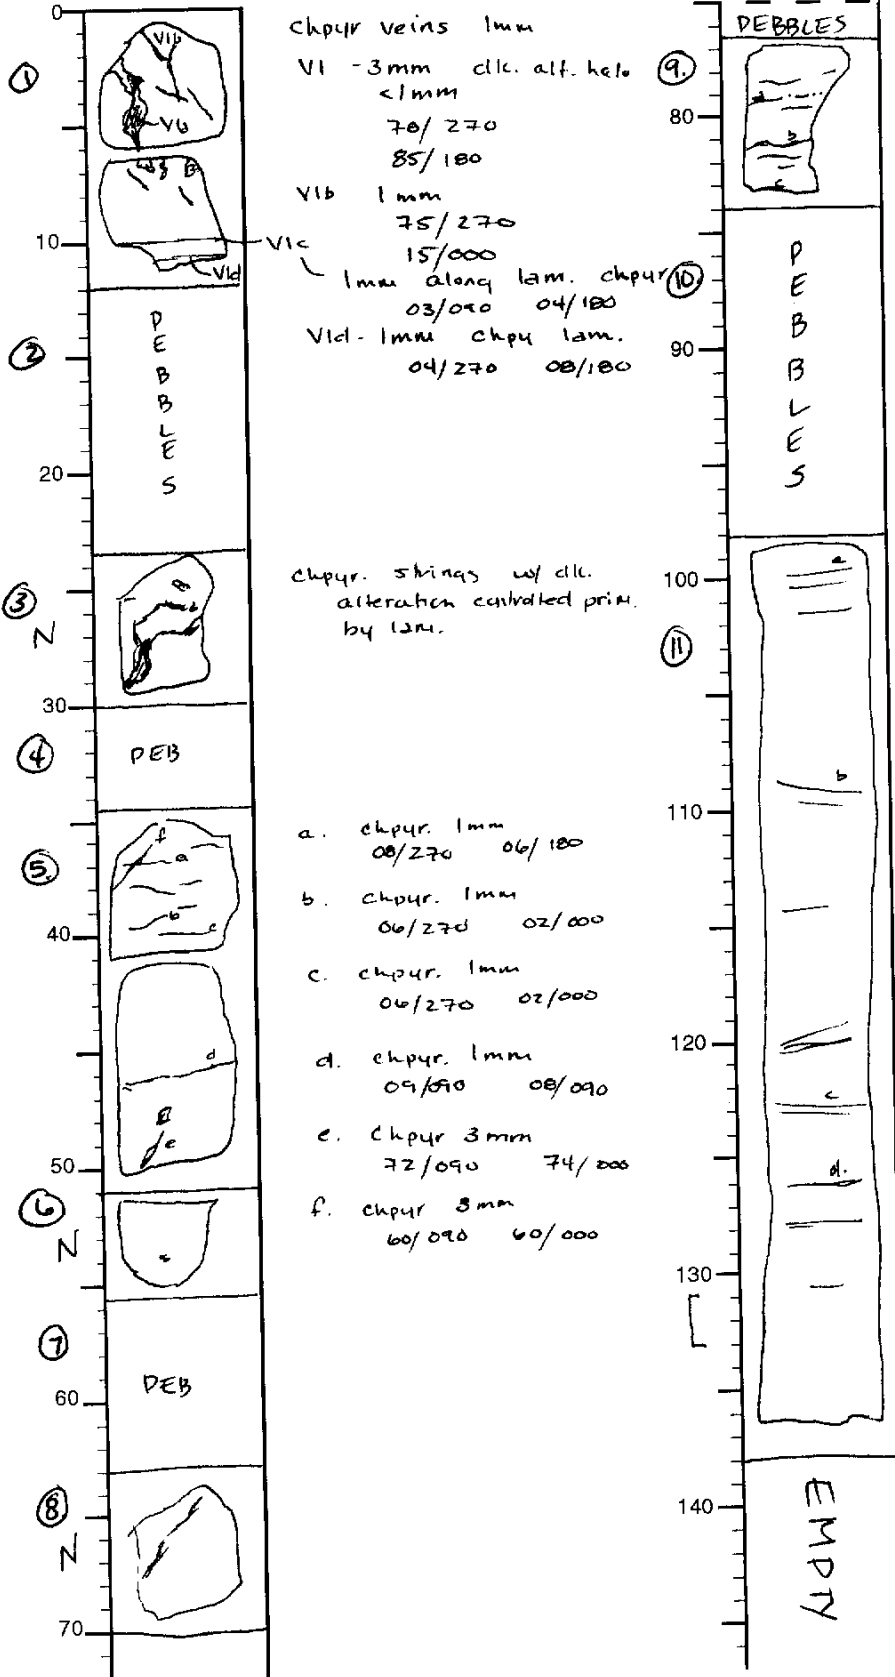 0
10
20
30
40
50
60
70
①
②
③
N
④
⑤
⑥
N
⑦
⑧
N
V1b
V6
V1c
V1d
PEBBLES
PEB
f
a
b
c
d
e
DEB
chpyr veins 1mm
V1 - 3mm dk. alt. halo
<1mm
70/270
85/180
V1b 1mm
75/270
15/000
1mm along lam. chpyr
03/090 04/180
V1d - 1mm chpy lam.
04/270 08/180
chpyr. strings w/ dk.
alteration controlled prim.
by lam.
a. chpyr. 1mm
08/270 06/180
b. chpyr. 1mm
06/270 02/000
c. chpyr. 1mm
06/270 02/000
d. chpyr. 1mm
09/090 08/090
e. Chpyr 3mm
72/090 74/000
f. chpyr 3mm
60/090 60/000
PEBBLES
⑨.
80
a
b
c
⑩.
90
PEBBLES
100
⑪
110
120
130
140
a
b
c
d.
EMPTY